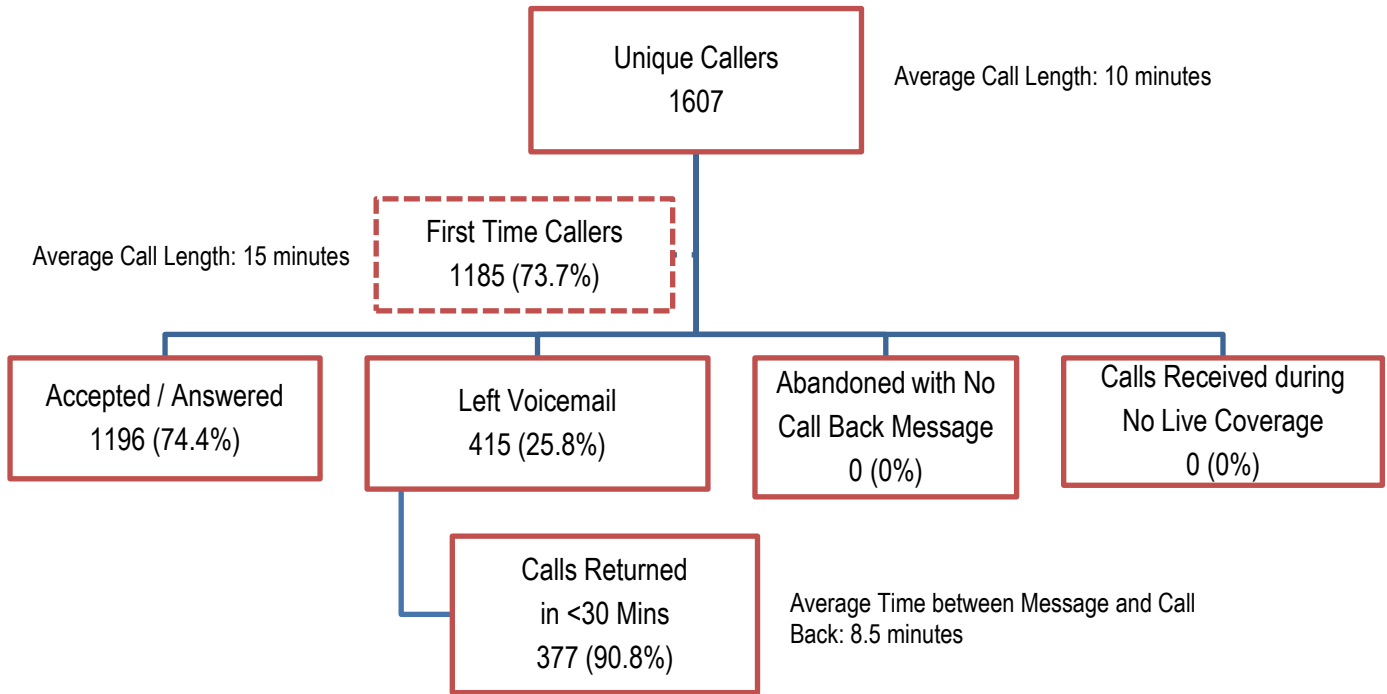 Unique Callers
1607
Average Call Length: 10 minutes
First Time Callers
1185 (73.7%)
Average Call Length: 15 minutes
Accepted / Answered
1196 (74.4%)
Left Voicemail
415 (25.8%)
Abandoned with No
Call Back Message
0 (0%)
Calls Received during
No Live Coverage
0 (0%)
Calls Returned
in <30 Mins
377 (90.8%)
Average Time between Message and Call
Back: 8.5 minutes